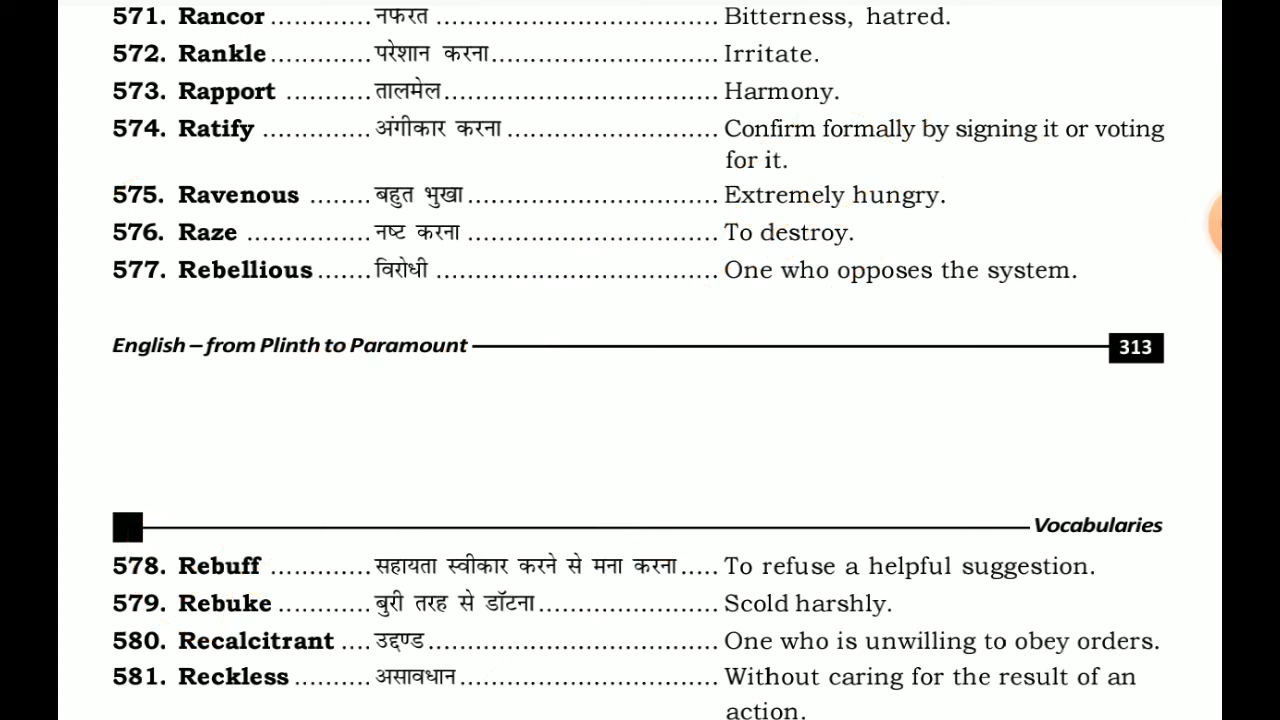 571. Rancor ............. नफरत .................................... Bitterness, hatred.
572. Rankle ............. परेशान करना............................. Irritate.
573. Rapport ........... तालमेल................................... Harmony.
574. Ratify .............. अंगीकार करना ........................... Confirm formally by signing it or voting
for it.
575. Ravenous ........ बहुत भुखा................................ Extremely hungry.
576. Raze ................ नष्ट करना ................................ To destroy.
577. Rebellious ....... विरोधी .................................... One who opposes the system.
English – from Plinth to Paramount 313
Vocabularies
578. Rebuff ............. सहायता स्वीकार करने से मना करना..... To refuse a helpful suggestion.
579. Rebuke ............ बुरी तरह से डॉटना....................... Scold harshly.
580. Recalcitrant .... उद्दण्ड..................................... One who is unwilling to obey orders.
581. Reckless .......... असावधान................................. Without caring for the result of an
action.